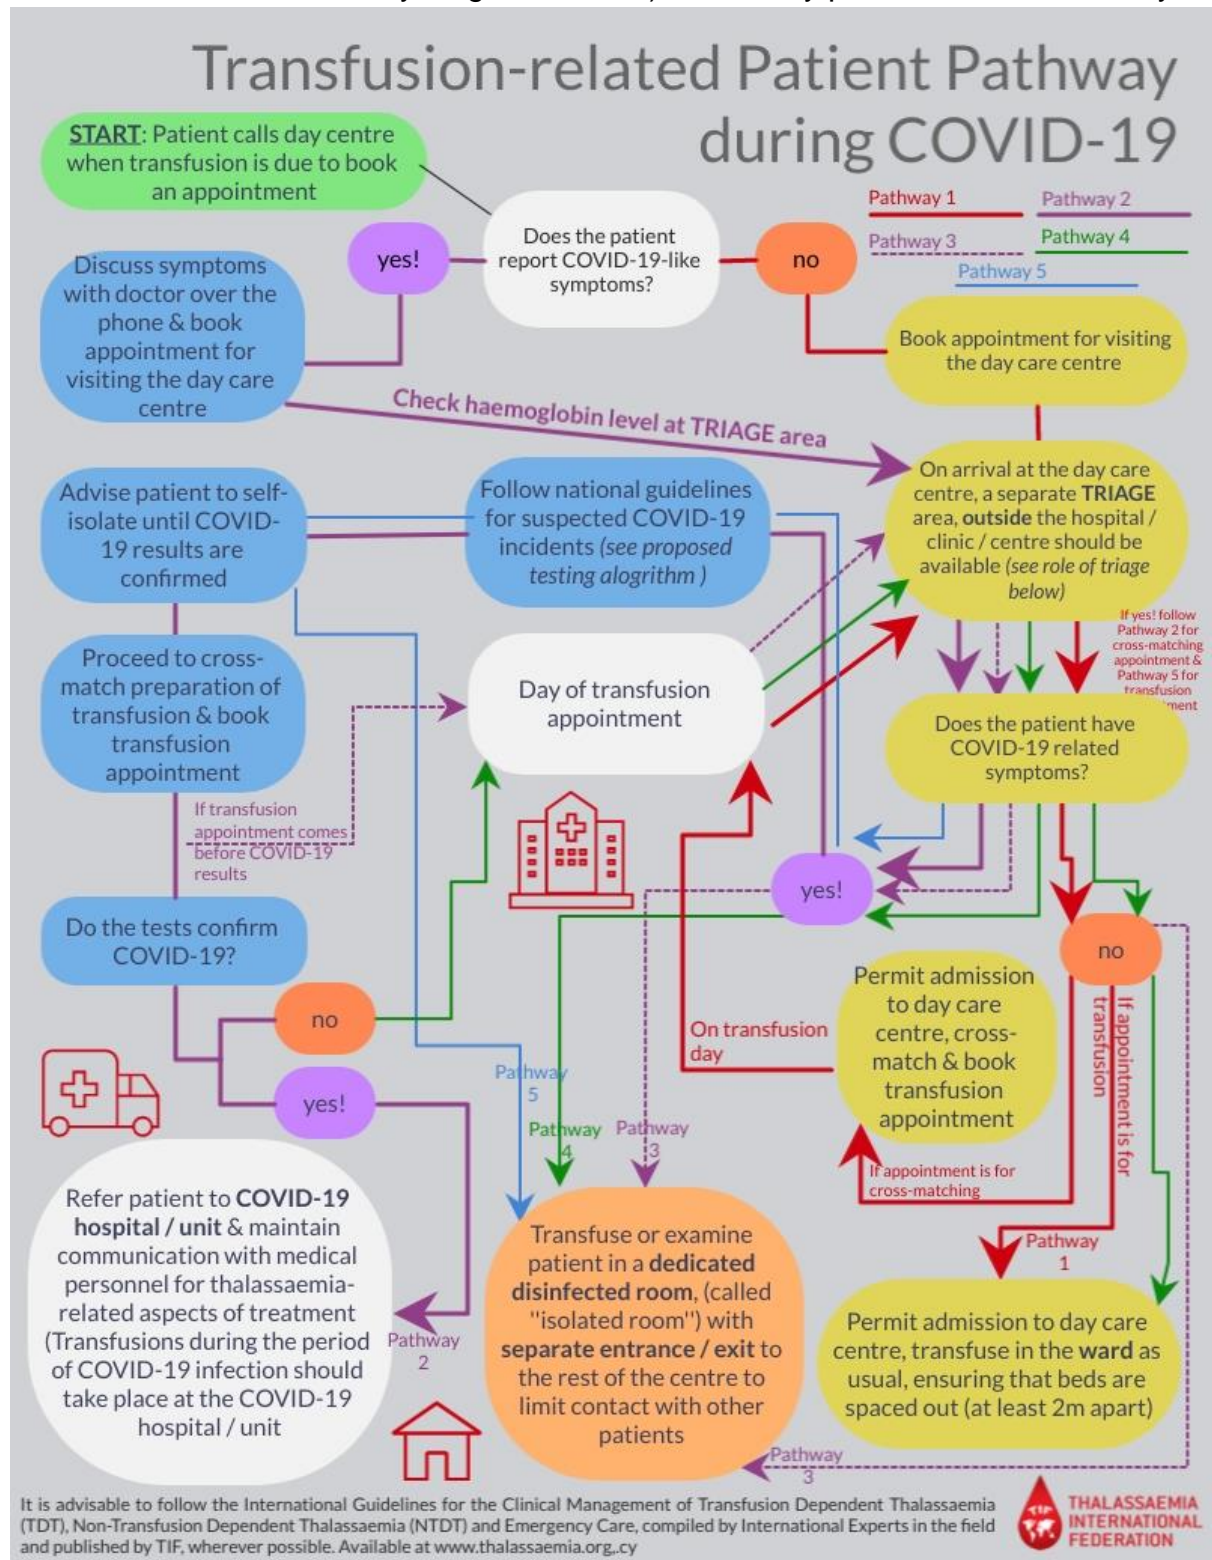 Transfusion-related Patient Pathway
during COVID-19
START: Patient calls day centre
when transfusion is due to book
an appointment
Pathway 1
Pathway 2
Pathway 3
Pathway 4
Pathway 5
Does the patient
report COVID-19-like
symptoms?
yes!
no
Discuss symptoms
with doctor over the
phone & book
appointment for
visiting the day care
centre
Book appointment for visiting
the day care centre
Check haemoglobin level at TRIAGE area
On arrival at the day care
centre, a separate TRIAGE
area, outside the hospital /
clinic / centre should be
available (see role of triage
below)
Advise patient to self-
isolate until COVID-
19 results are
confirmed
Follow national guidelines
for suspected COVID-19
incidents (see proposed
testing alogrithm )
If yes! follow
Pathway 2 for
cross-matching
appointment &
Pathway 5 for
transfusion
ment
Proceed to cross-
match preparation of
transfusion & book
transfusion
appointment
Day of transfusion
appointment
Does the patient have
COVID-19 related
symptoms?
If transfusion
appointment comes
before COVID-19
results
yes!
no
Do the tests confirm
COVID-19?
no
yes!
Permit admission
to day care
centre, cross-
match & book
transfusion
appointment
On transfusion
day
If appointment is for
transfusion
If appointment is for
cross-matching
Pathway
5
Pathway
4
Pathway
3
Pathway
1
Refer patient to COVID-19
hospital / unit & maintain
communication with medical
personnel for thalassaemia-
related aspects of treatment
(Transfusions during the period
of COVID-19 infection should
take place at the COVID-19
hospital / unit
Pathway
2
Transfuse or examine
patient in a dedicated
disinfected room, (called
"isolated room") with
separate entrance / exit to
the rest of the centre to
limit contact with other
patients
Permit admission to day care
centre, transfuse in the ward as
usual, ensuring that beds are
spaced out (at least 2m apart)
Pathway
3
It is advisable to follow the International Guidelines for the Clinical Management of Transfusion Dependent Thalassaemia
(TDT), Non-Transfusion Dependent Thalassaemia (NTDT) and Emergency Care, compiled by International Experts in the field
and published by TIF, wherever possible. Available at www.thalassaemia.org,.cy
TIF
THALASSAEMIA
INTERNATIONAL
FEDERATION